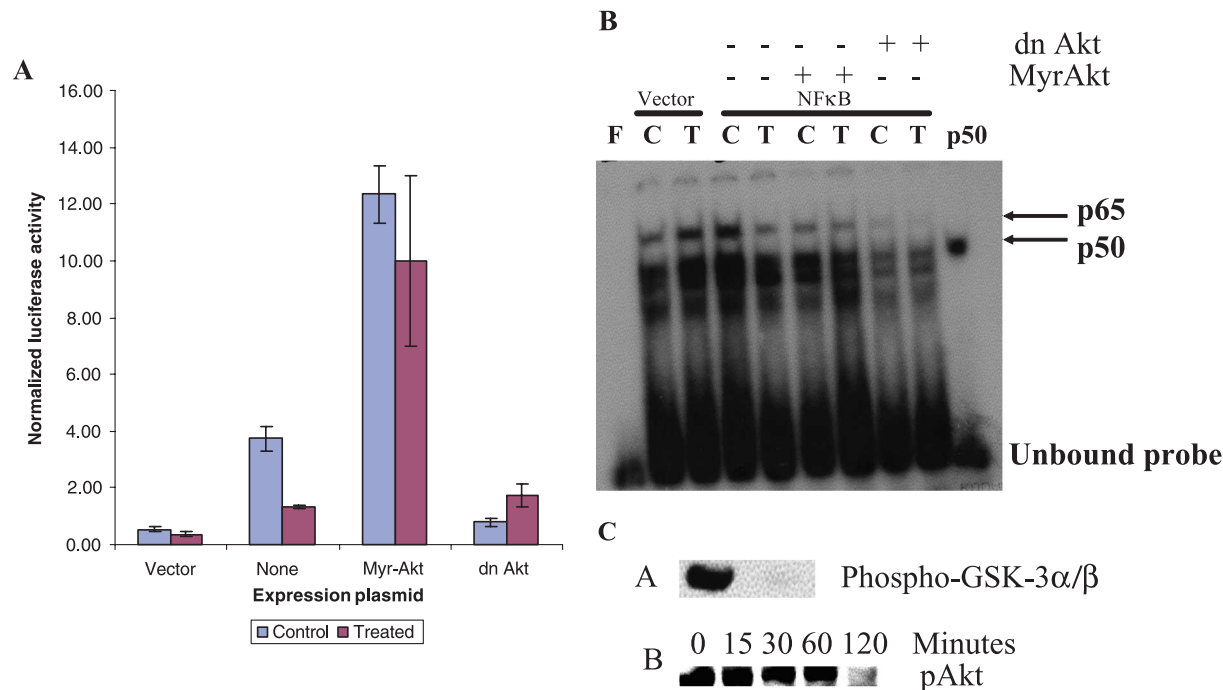 A
16.00
14.00
12.00
10.00
8.00
6.00
4.00
2.00
0.00
Normalized luciferase activity
Vector None Myr-Akt dn Akt
Expression plasmid
Control Treated
B
- - - - + + dn Akt
- - + + - - MyrAkt
Vector NFκB
F C T C T C T C T p50
p65
p50
Unbound probe
C
A Phospho-GSK-3α/β
0 15 30 60 120 Minutes
B pAkt